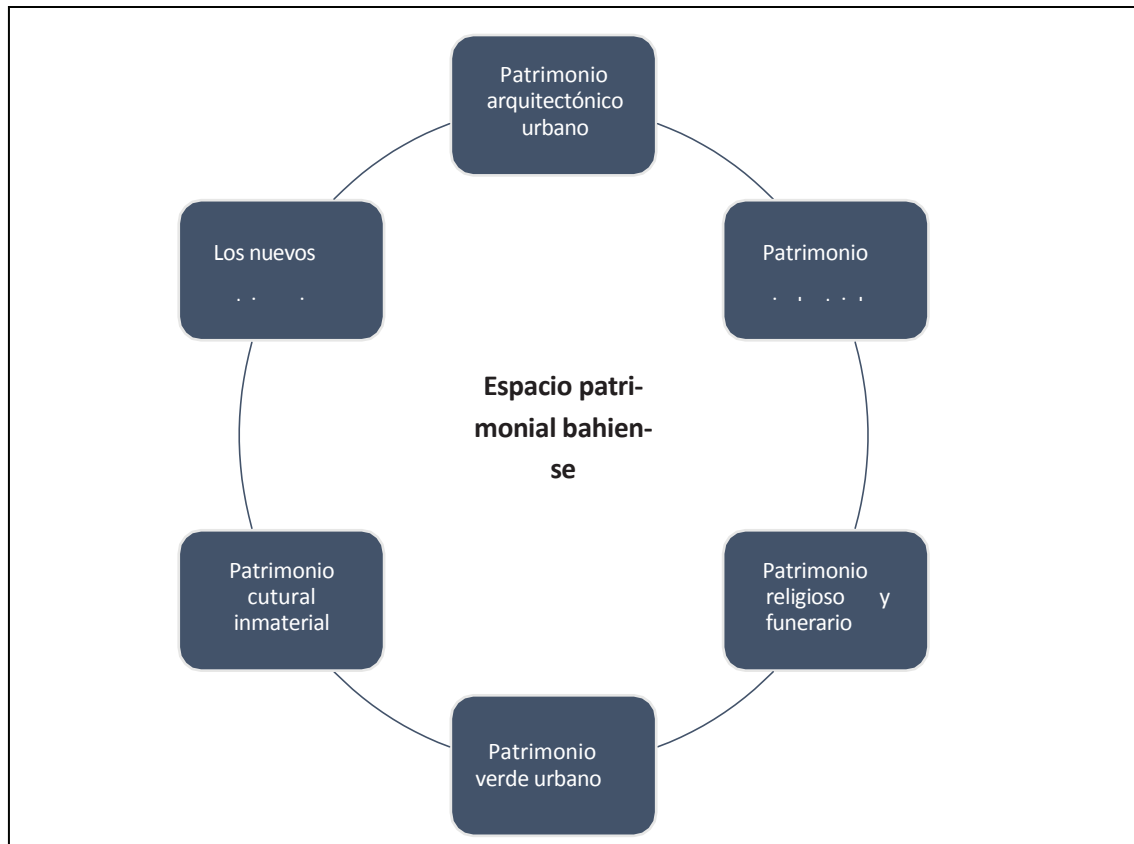 Patrimonio
arquitectónico
urbano
Los nuevos
Patrimonio
Espacio patri-
monial bahien-
se
Patrimonio
cutural
inmaterial
Patrimonio
religioso y
funerario
Patrimonio
verde urbano